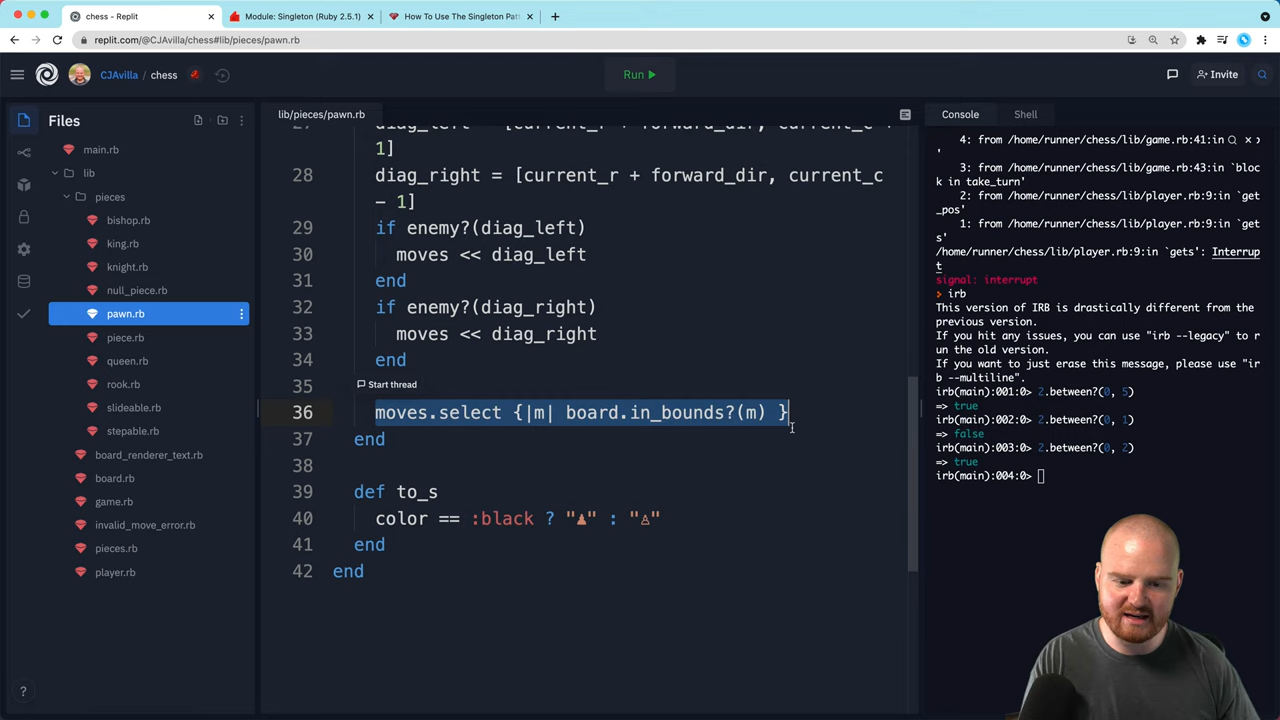 chess - Replit
Module: Singleton (Ruby 2.5.1)
How To Use The Singleton Pat
replit.com/@CJAvilla/chess#lib/pieces/pawn.rb
CJAvilla / chess
Run
Invite
Files
main.rb
lib
pieces
bishop.rb
king.rb
knight.rb
null_piece.rb
pawn.rb
piece.rb
queen.rb
rook.rb
slideable.rb
stepable.rb
board_renderer_text.rb
board.rb
game.rb
invalid_move_error.rb
pieces.rb
player.rb
?
lib/pieces/pawn.rb
27 diag_left = [current_r + forward_dir, current_c +
1]
28 diag_right = [current_r + forward_dir, current_c
- 1]
29 if enemy?(diag_left)
30 moves << diag_left
31 end
32 if enemy?(diag_right)
33 moves << diag_right
34 end
Start thread
35
36 moves.select {|m| board.in_bounds?(m) }
37 end
38
39 def to_s
40 color == :black ? "♟" : "♙"
41 end
42 end
Console
Shell
4: from /home/runner/chess/lib/game.rb:41:in
'
3: from /home/runner/chess/lib/game.rb:43:in `bloc
k in take_turn'
2: from /home/runner/chess/lib/player.rb:9:in `get
_pos'
1: from /home/runner/chess/lib/player.rb:9:in `get
s'
/home/runner/chess/lib/player.rb:9:in `gets': Interrup
t
signal: interrupt
irb
This version of IRB is drastically different from the
previous version.
If you hit any issues, you can use "irb --legacy" to r
un the old version.
If you want to just erase this message, please use "ir
b --multiline".
irb(main):001:0> 2.between?(0, 5)
=> true
irb(main):002:0> 2.between?(0, 1)
=> false
irb(main):003:0> 2.between?(0, 2)
=> true
irb(main):004:0>